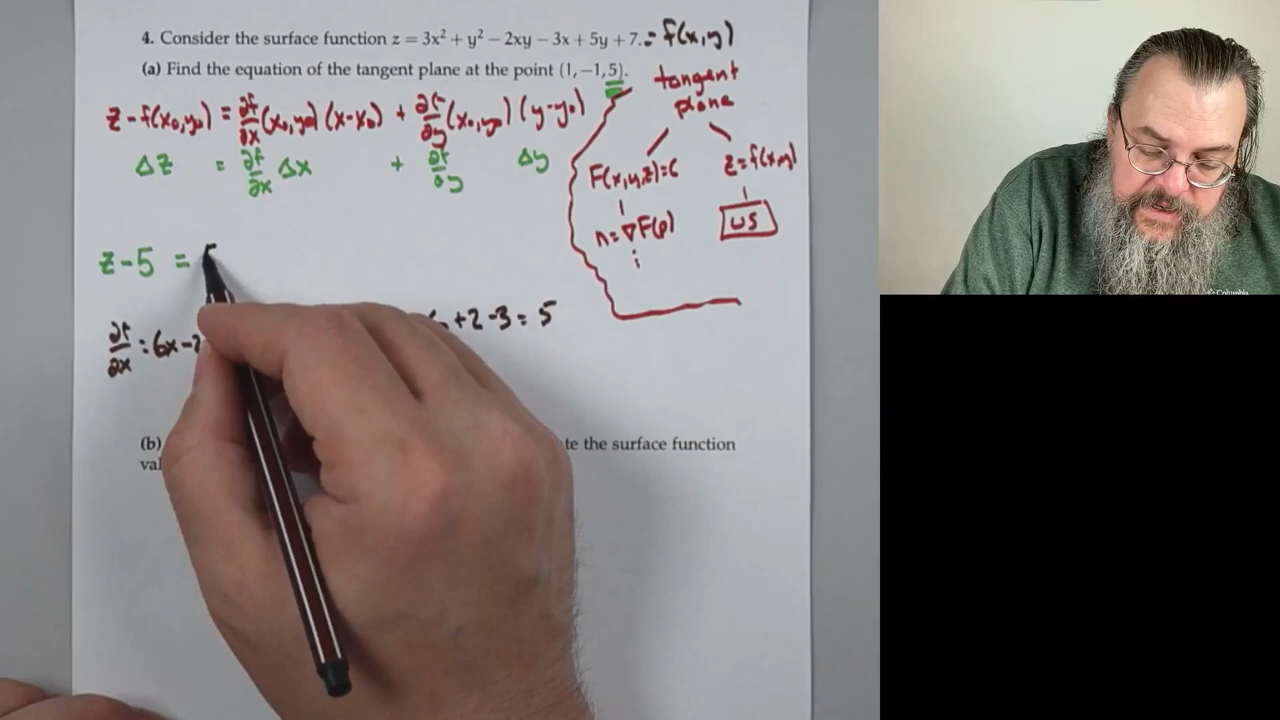 4. Consider the surface function z = 3x² + y² − 2xy − 3x + 5y + 7. = f(x,y)
(a) Find the equation of the tangent plane at the point (1, −1, 5).
z - f(x₀,y₀) = ∂f/∂x (x₀,y₀) (x-x₀) + ∂f/∂y (x₀,y₀) (y-y₀)
Δz = ∂f/∂x Δx + ∂f/∂y Δy
tangent
plane
F(x,y,z)=C
n=∇F(p)
⋮
z=f(x,y)
US
z-5 =
∂f/∂x : 6x-2
+2-3 = 5
(b)
te the surface function
val
Columbia